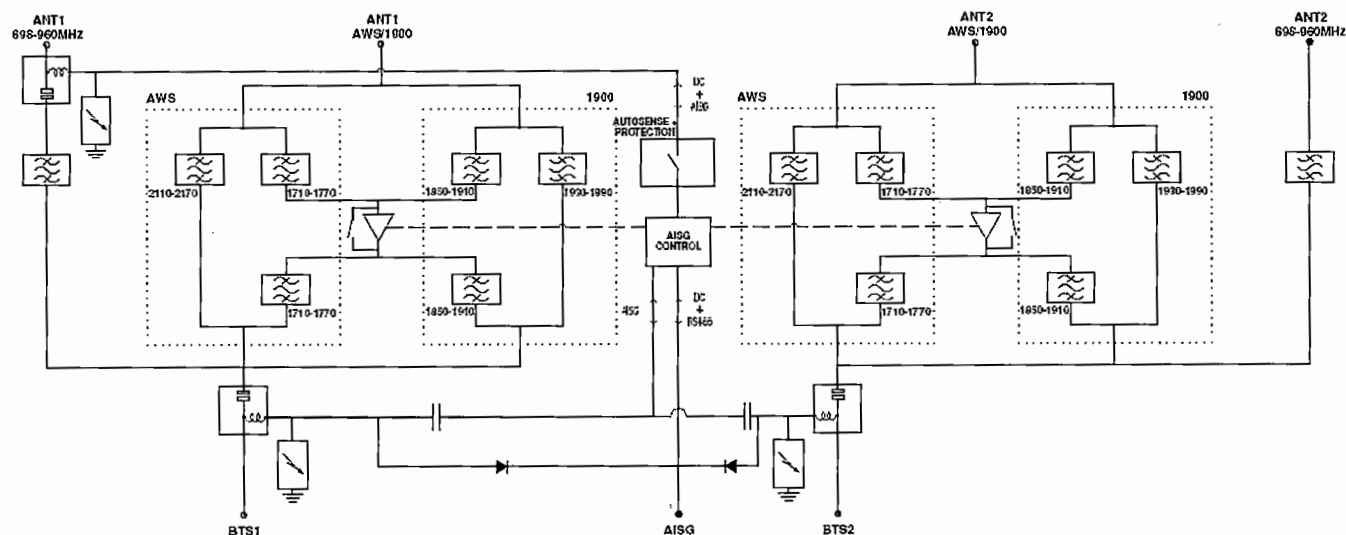 ANT1
698-960MHz
ANT1
AWS/1900
ANT2
AWS/1900
ANT2
698-960MHz
AWS
1900
DC
+
AISG
AUTOSENSE
PROTECTION
AWS
1900
2110-2170
1710-1770
1850-1910
1930-1990
2110-2170
1710-1770
1850-1910
1930-1990
AISG
CONTROL
1710-1770
1850-1910
AISG
DC
+
RS485
1710-1770
1850-1910
BTS1
AISG
BTS2